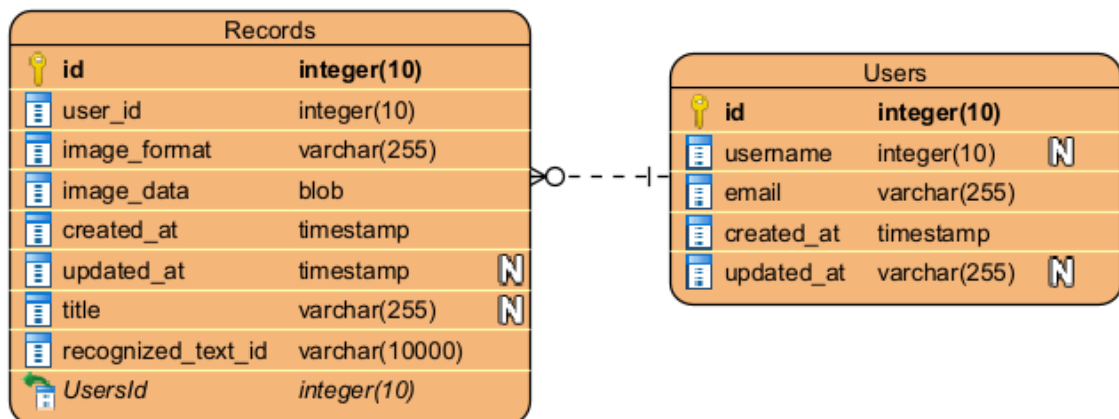 Records
id integer(10)
user_id integer(10)
image_format varchar(255)
image_data blob
created_at timestamp
updated_at timestamp N
title varchar(255) N
recognized_text_id varchar(10000)
UsersId integer(10)
Users
id integer(10)
username integer(10) N
email varchar(255)
created_at timestamp
updated_at varchar(255) N